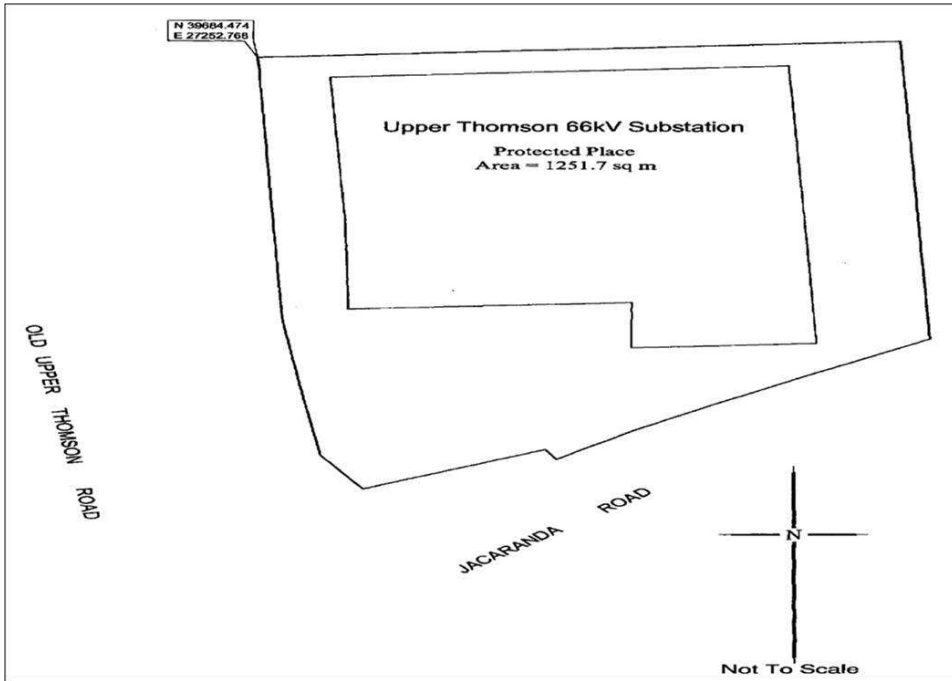 N 39684.474
E 27252.768
Upper Thomson 66kV Substation
Protected Place
Area = 1251.7 sq m
OLD UPPER THOMSON ROAD
JACARANDA ROAD
N
Not To Scale